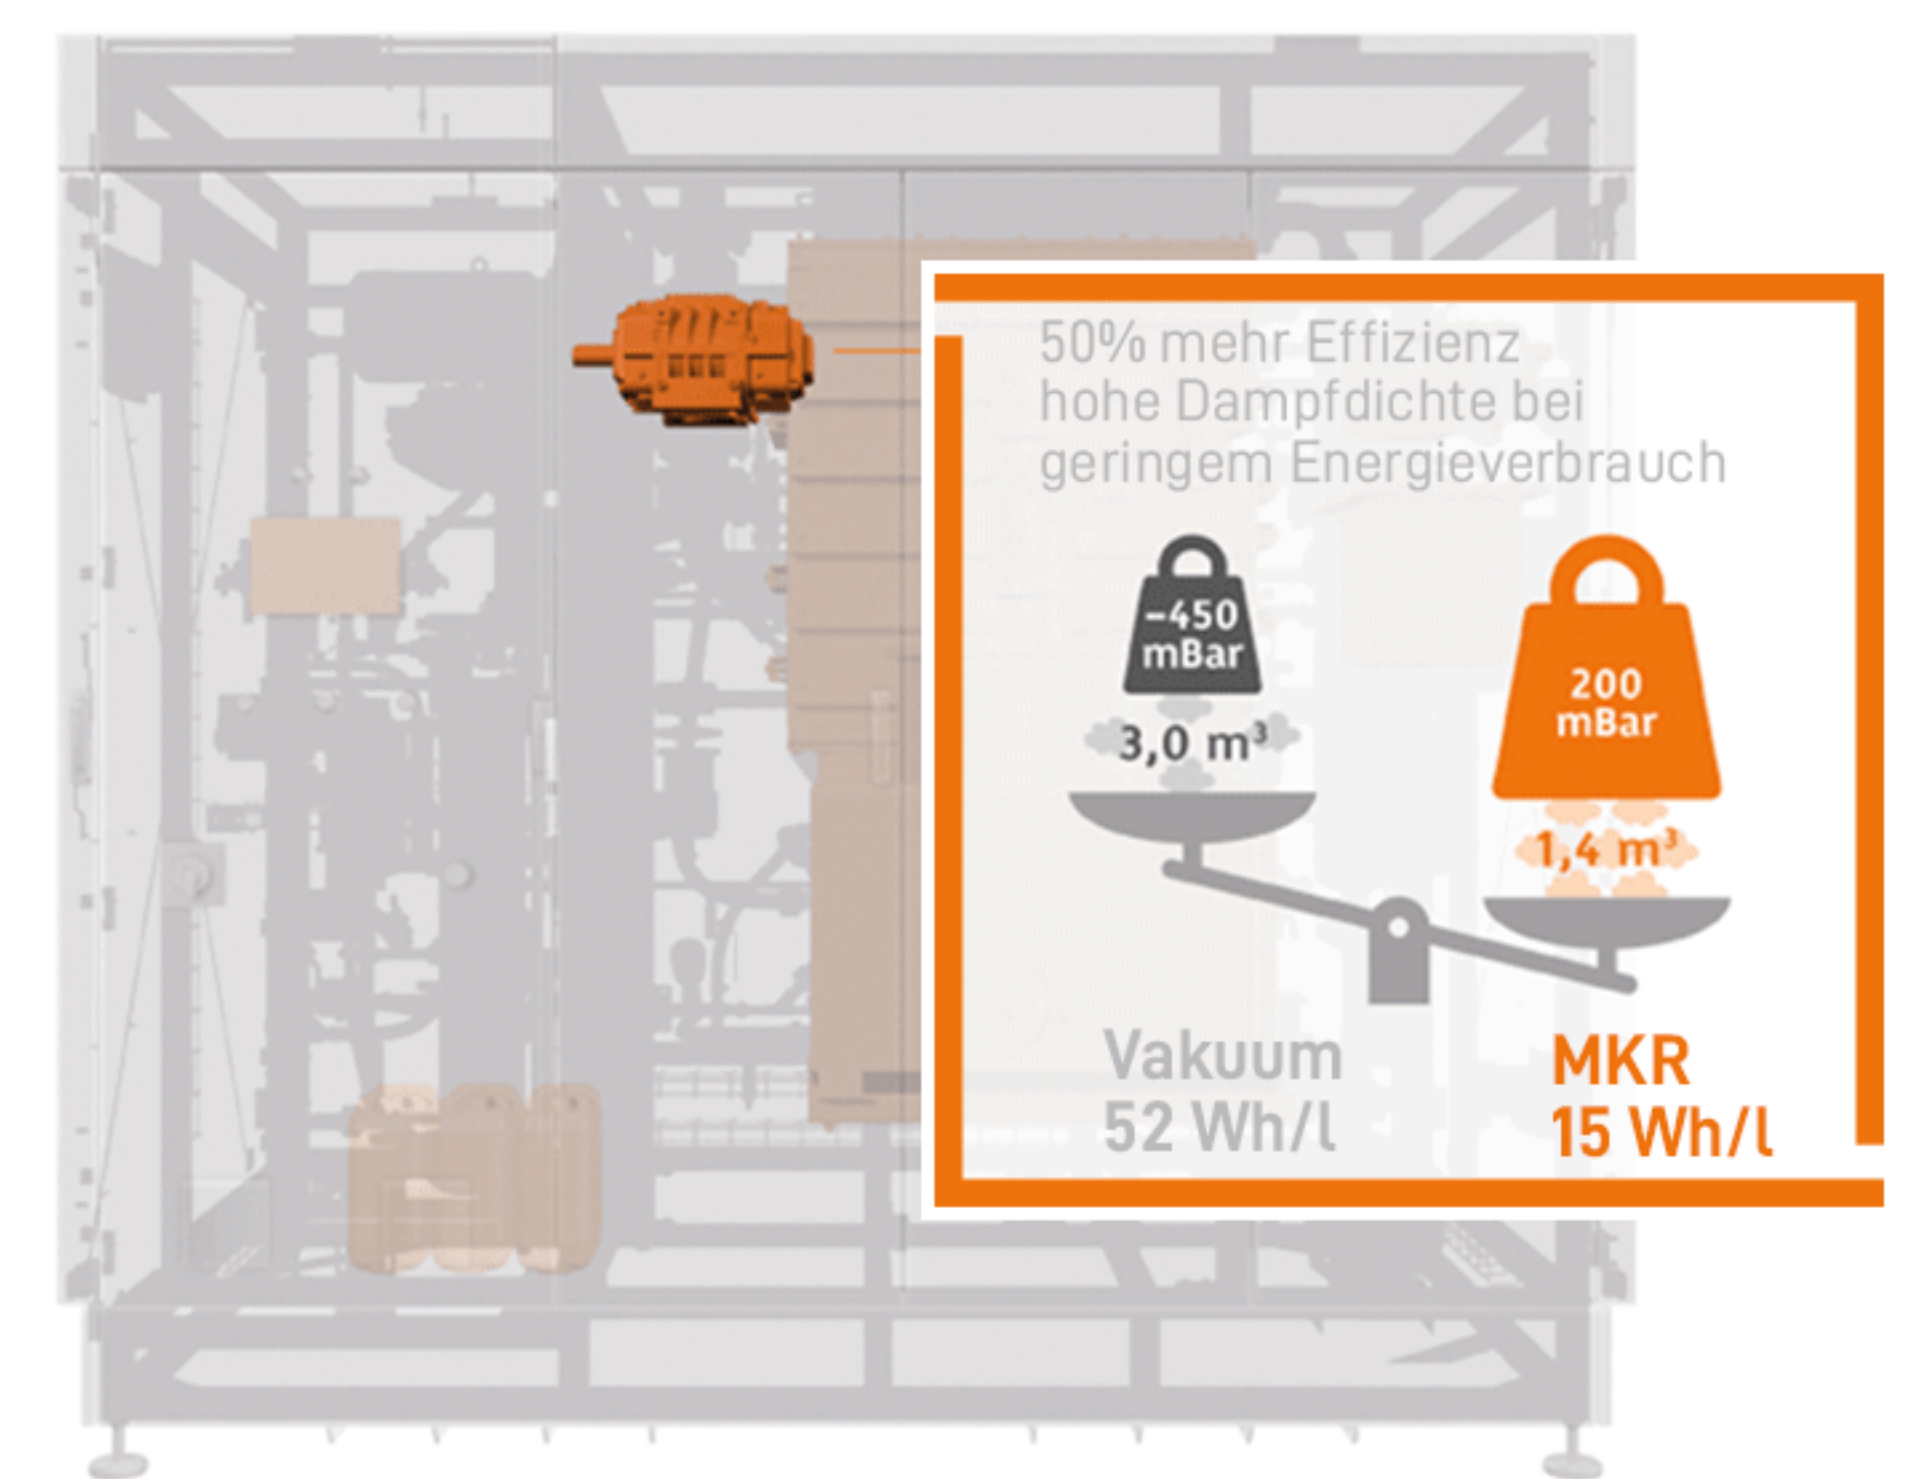 50% mehr Effizienz
hohe Dampfdichte bei
geringem Energieverbrauch
–450
mBar
3,0 m³
200
mBar
1,4 m³
Vakuum
52 Wh/l
MKR
15 Wh/l